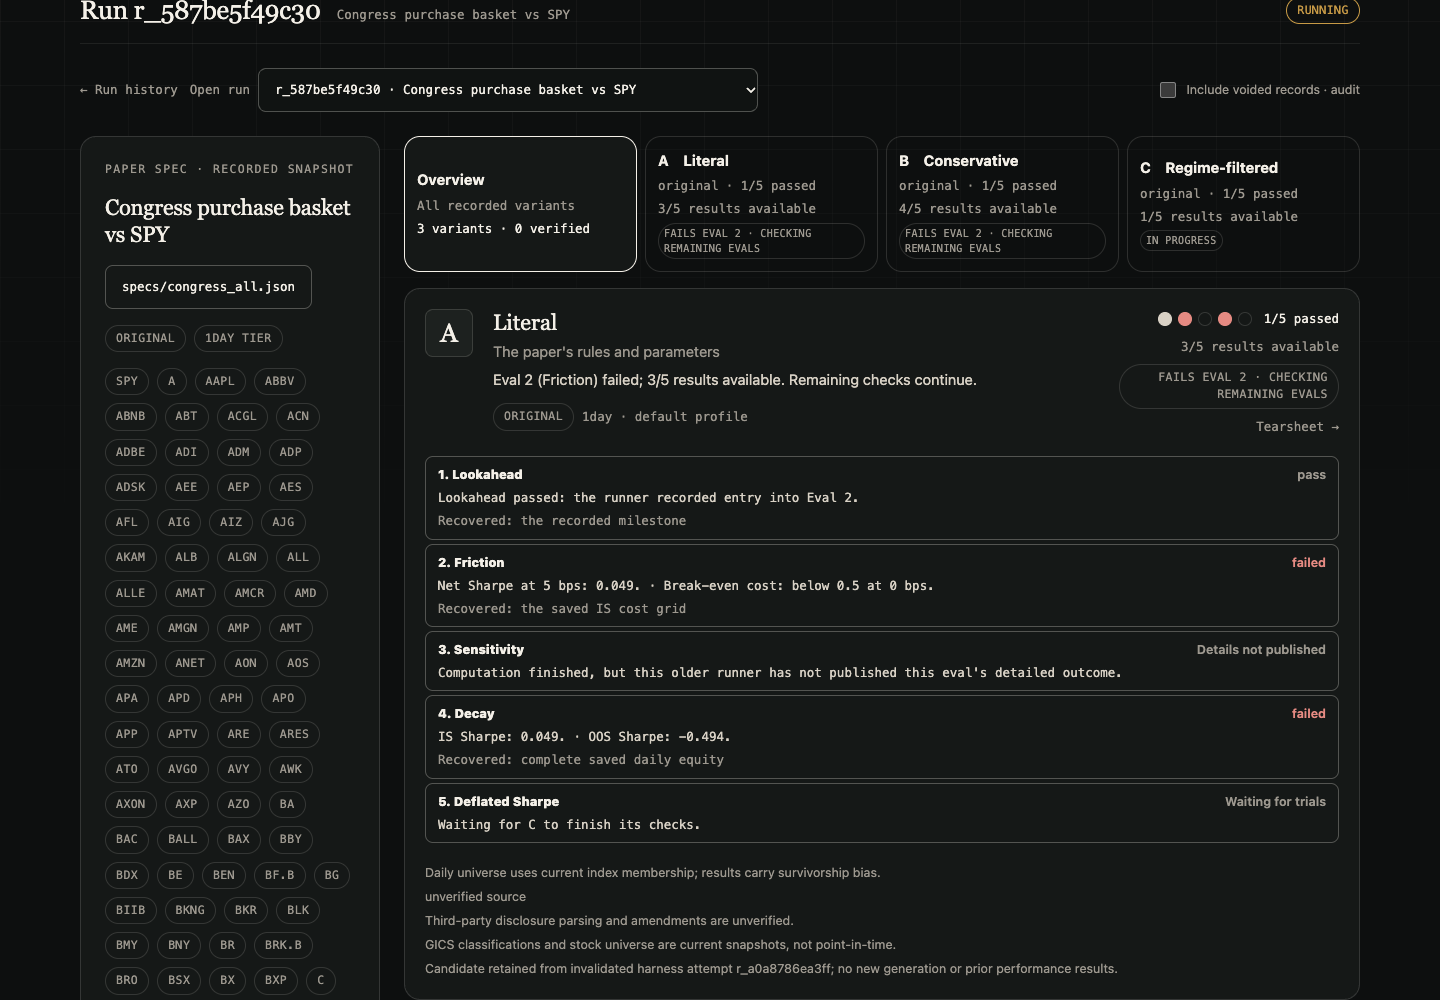 Run r_587be5f49c30 Congress purchase basket vs SPY RUNNING
← Run history Open run r_587be5f49c30 · Congress purchase basket vs SPY Include voided records · audit
PAPER SPEC · RECORDED SNAPSHOT
Congress purchase basket
vs SPY
specs/congress_all.json
ORIGINAL 1DAY TIER
SPY A AAPL ABBV
ABNB ABT ACGL ACN
ADBE ADI ADM ADP
ADSK AEE AEP AES
AFL AIG AIZ AJG
AKAM ALB ALGN ALL
ALLE AMAT AMCR AMD
AME AMGN AMP AMT
AMZN ANET AON AOS
APA APD APH APO
APP APTV ARE ARES
ATO AVGO AVY AWK
AXON AXP AZO BA
BAC BALL BAX BBY
BDX BE BEN BF.B BG
BIIB BKNG BKR BLK
BMY BNY BR BRK.B
BRO BSX BX BXP C
Overview
All recorded variants
3 variants · 0 verified
A Literal
original · 1/5 passed
3/5 results available
FAILS EVAL 2 · CHECKING
REMAINING EVALS
B Conservative
original · 1/5 passed
4/5 results available
FAILS EVAL 2 · CHECKING
REMAINING EVALS
C Regime-filtered
original · 1/5 passed
1/5 results available
IN PROGRESS
A
Literal
The paper's rules and parameters
Eval 2 (Friction) failed; 3/5 results available. Remaining checks continue.
ORIGINAL 1day · default profile
1/5 passed
3/5 results available
FAILS EVAL 2 · CHECKING
REMAINING EVALS
Tearsheet →
1. Lookahead pass
Lookahead passed: the runner recorded entry into Eval 2.
Recovered: the recorded milestone
2. Friction failed
Net Sharpe at 5 bps: 0.049. · Break-even cost: below 0.5 at 0 bps.
Recovered: the saved IS cost grid
3. Sensitivity Details not published
Computation finished, but this older runner has not published this eval's detailed outcome.
4. Decay failed
IS Sharpe: 0.049. · OOS Sharpe: -0.494.
Recovered: complete saved daily equity
5. Deflated Sharpe Waiting for trials
Waiting for C to finish its checks.
Daily universe uses current index membership; results carry survivorship bias.
unverified source
Third-party disclosure parsing and amendments are unverified.
GICS classifications and stock universe are current snapshots, not point-in-time.
Candidate retained from invalidated harness attempt r_a0a8786ea3ff; no new generation or prior performance results.